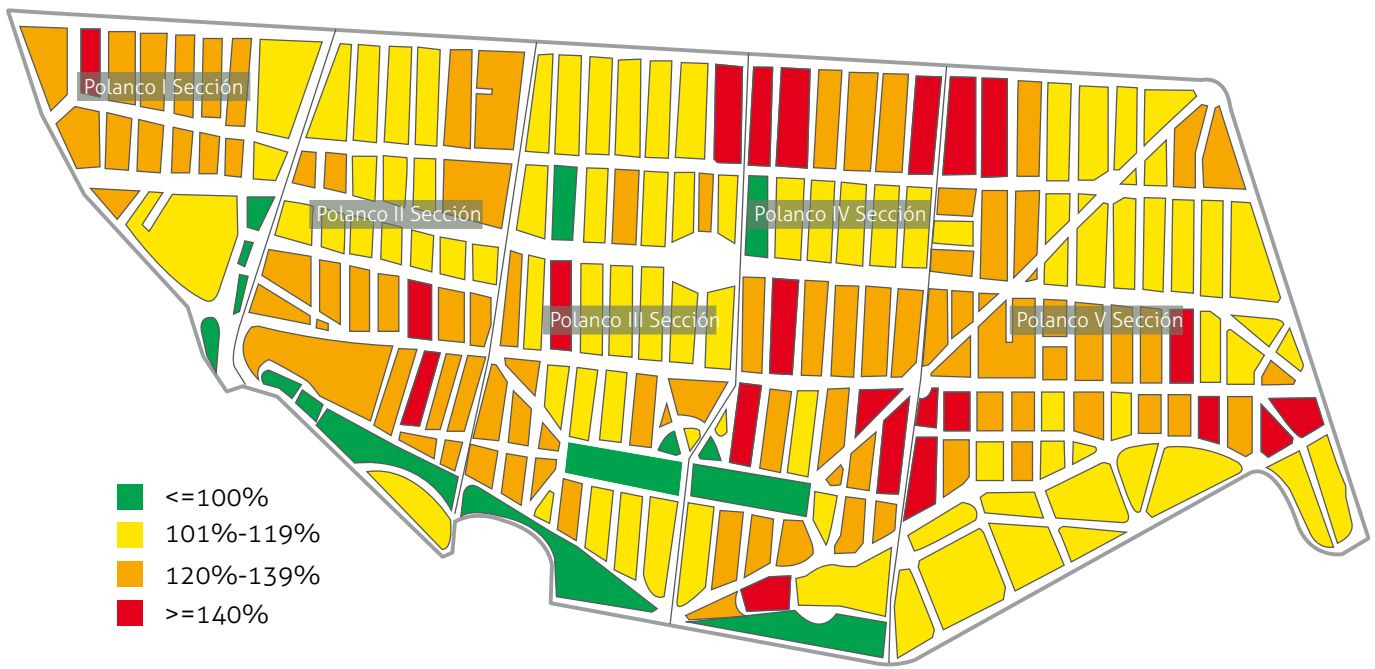 Polanco I Sección
Polanco II Sección
Polanco IV Sección
Polanco III Sección
Polanco V Sección
<=100%
101%-119%
120%-139%
>=140%